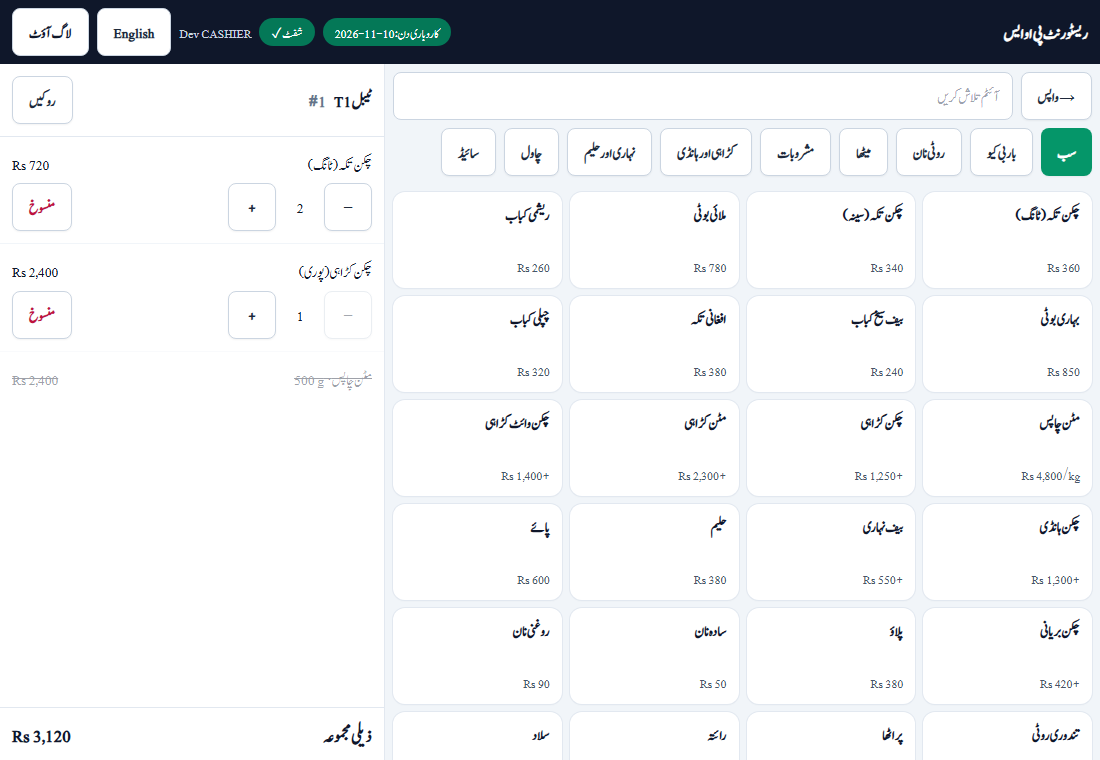 ریسٹورنٹ پی او ایس
کاروباری دن: 2026-11-10
شفٹ ✓
Dev CASHIER
English
لاگ آؤٹ
→ واپس
آئٹم تلاش کریں
سب
باربی کیو
روٹی نان
میٹھا
مشروبات
کڑاہی اور ہانڈی
نہاری اور حلیم
چاول
سائیڈ
چکن تکہ (ٹانگ)
Rs 360
چکن تکہ (سینہ)
Rs 340
ملائی بوٹی
Rs 780
ریشمی کباب
Rs 260
بہاری بوٹی
Rs 850
بیف سیخ کباب
Rs 240
افغانی تکہ
Rs 380
چپلی کباب
Rs 320
مٹن چاپس
Rs 4,800/kg
چکن کڑاہی
Rs 1,250+
مٹن کڑاہی
Rs 2,300+
چکن وائٹ کڑاہی
Rs 1,400+
چکن ہانڈی
Rs 1,300+
بیف نہاری
Rs 550+
حلیم
Rs 380
پائے
Rs 600
چکن بریانی
Rs 420+
پلاؤ
Rs 380
سادہ نان
Rs 50
روغنی نان
Rs 90
تندوری روٹی
پراٹھا
رائتہ
سلاد
ٹیبل T1 #1
روکیں
چکن تکہ (ٹانگ)
Rs 720
− 2 +
منسوخ
چکن کڑاہی (پوری)
Rs 2,400
− 1 +
منسوخ
مٹن چاپس · 500 g
Rs 2,400
ذیلی مجموعہ
Rs 3,120